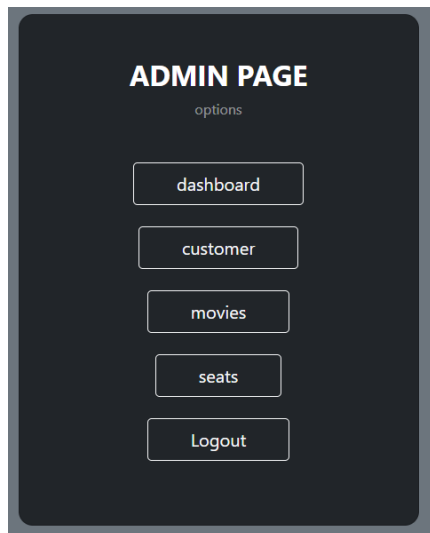 ADMIN PAGE
options
dashboard
customer
movies
seats
Logout